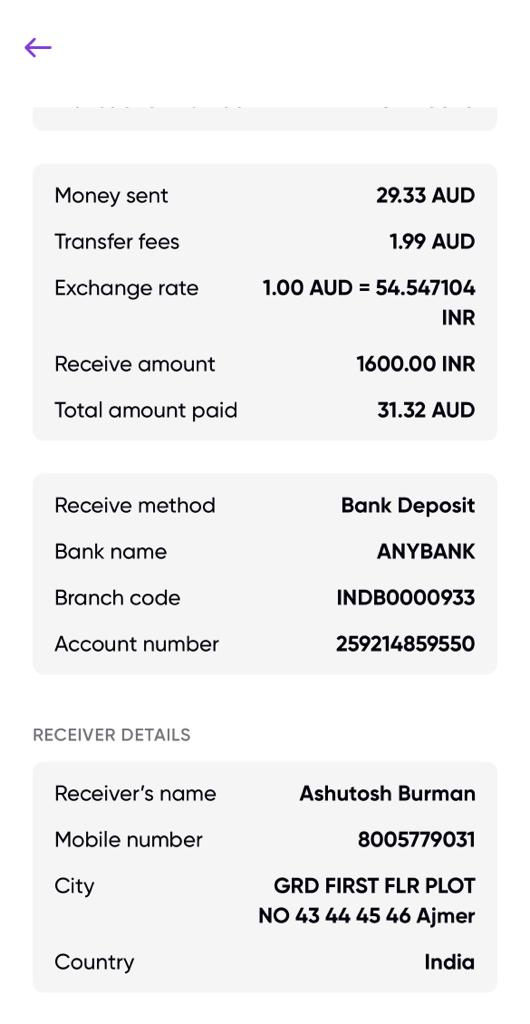 Money sent 29.33 AUD
Transfer fees 1.99 AUD
Exchange rate 1.00 AUD = 54.547104
INR
Receive amount 1600.00 INR
Total amount paid 31.32 AUD
Receive method Bank Deposit
Bank name ANYBANK
Branch code INDB0000933
Account number 259214859550
RECEIVER DETAILS
Receiver's name Ashutosh Burman
Mobile number 8005779031
City GRD FIRST FLR PLOT
NO 43 44 45 46 Ajmer
Country India